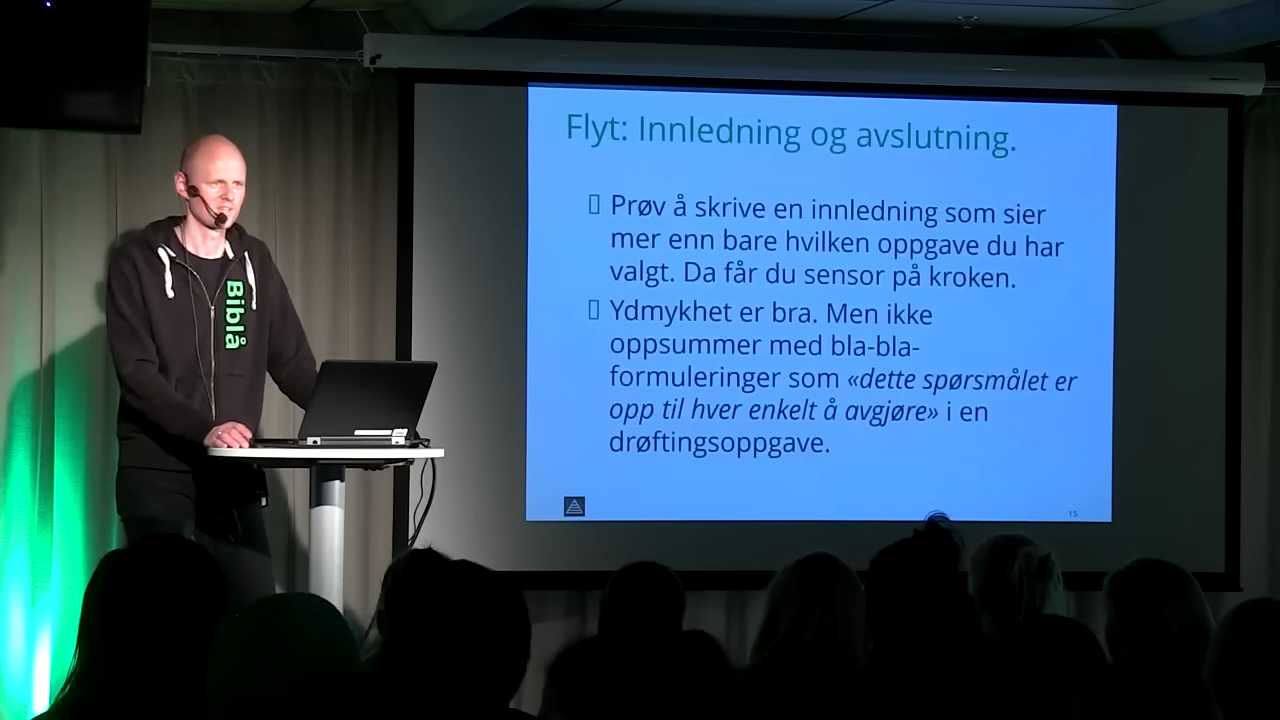 Flyt: Innledning og avslutning.
Prøv å skrive en innledning som sier
mer enn bare hvilken oppgave du har
valgt. Da får du sensor på kroken.
Ydmykhet er bra. Men ikke
oppsummer med bla-bla-
formuleringer som «dette spørsmålet er
opp til hver enkelt å avgjøre» i en
drøftingsoppgave.
15
Biblå